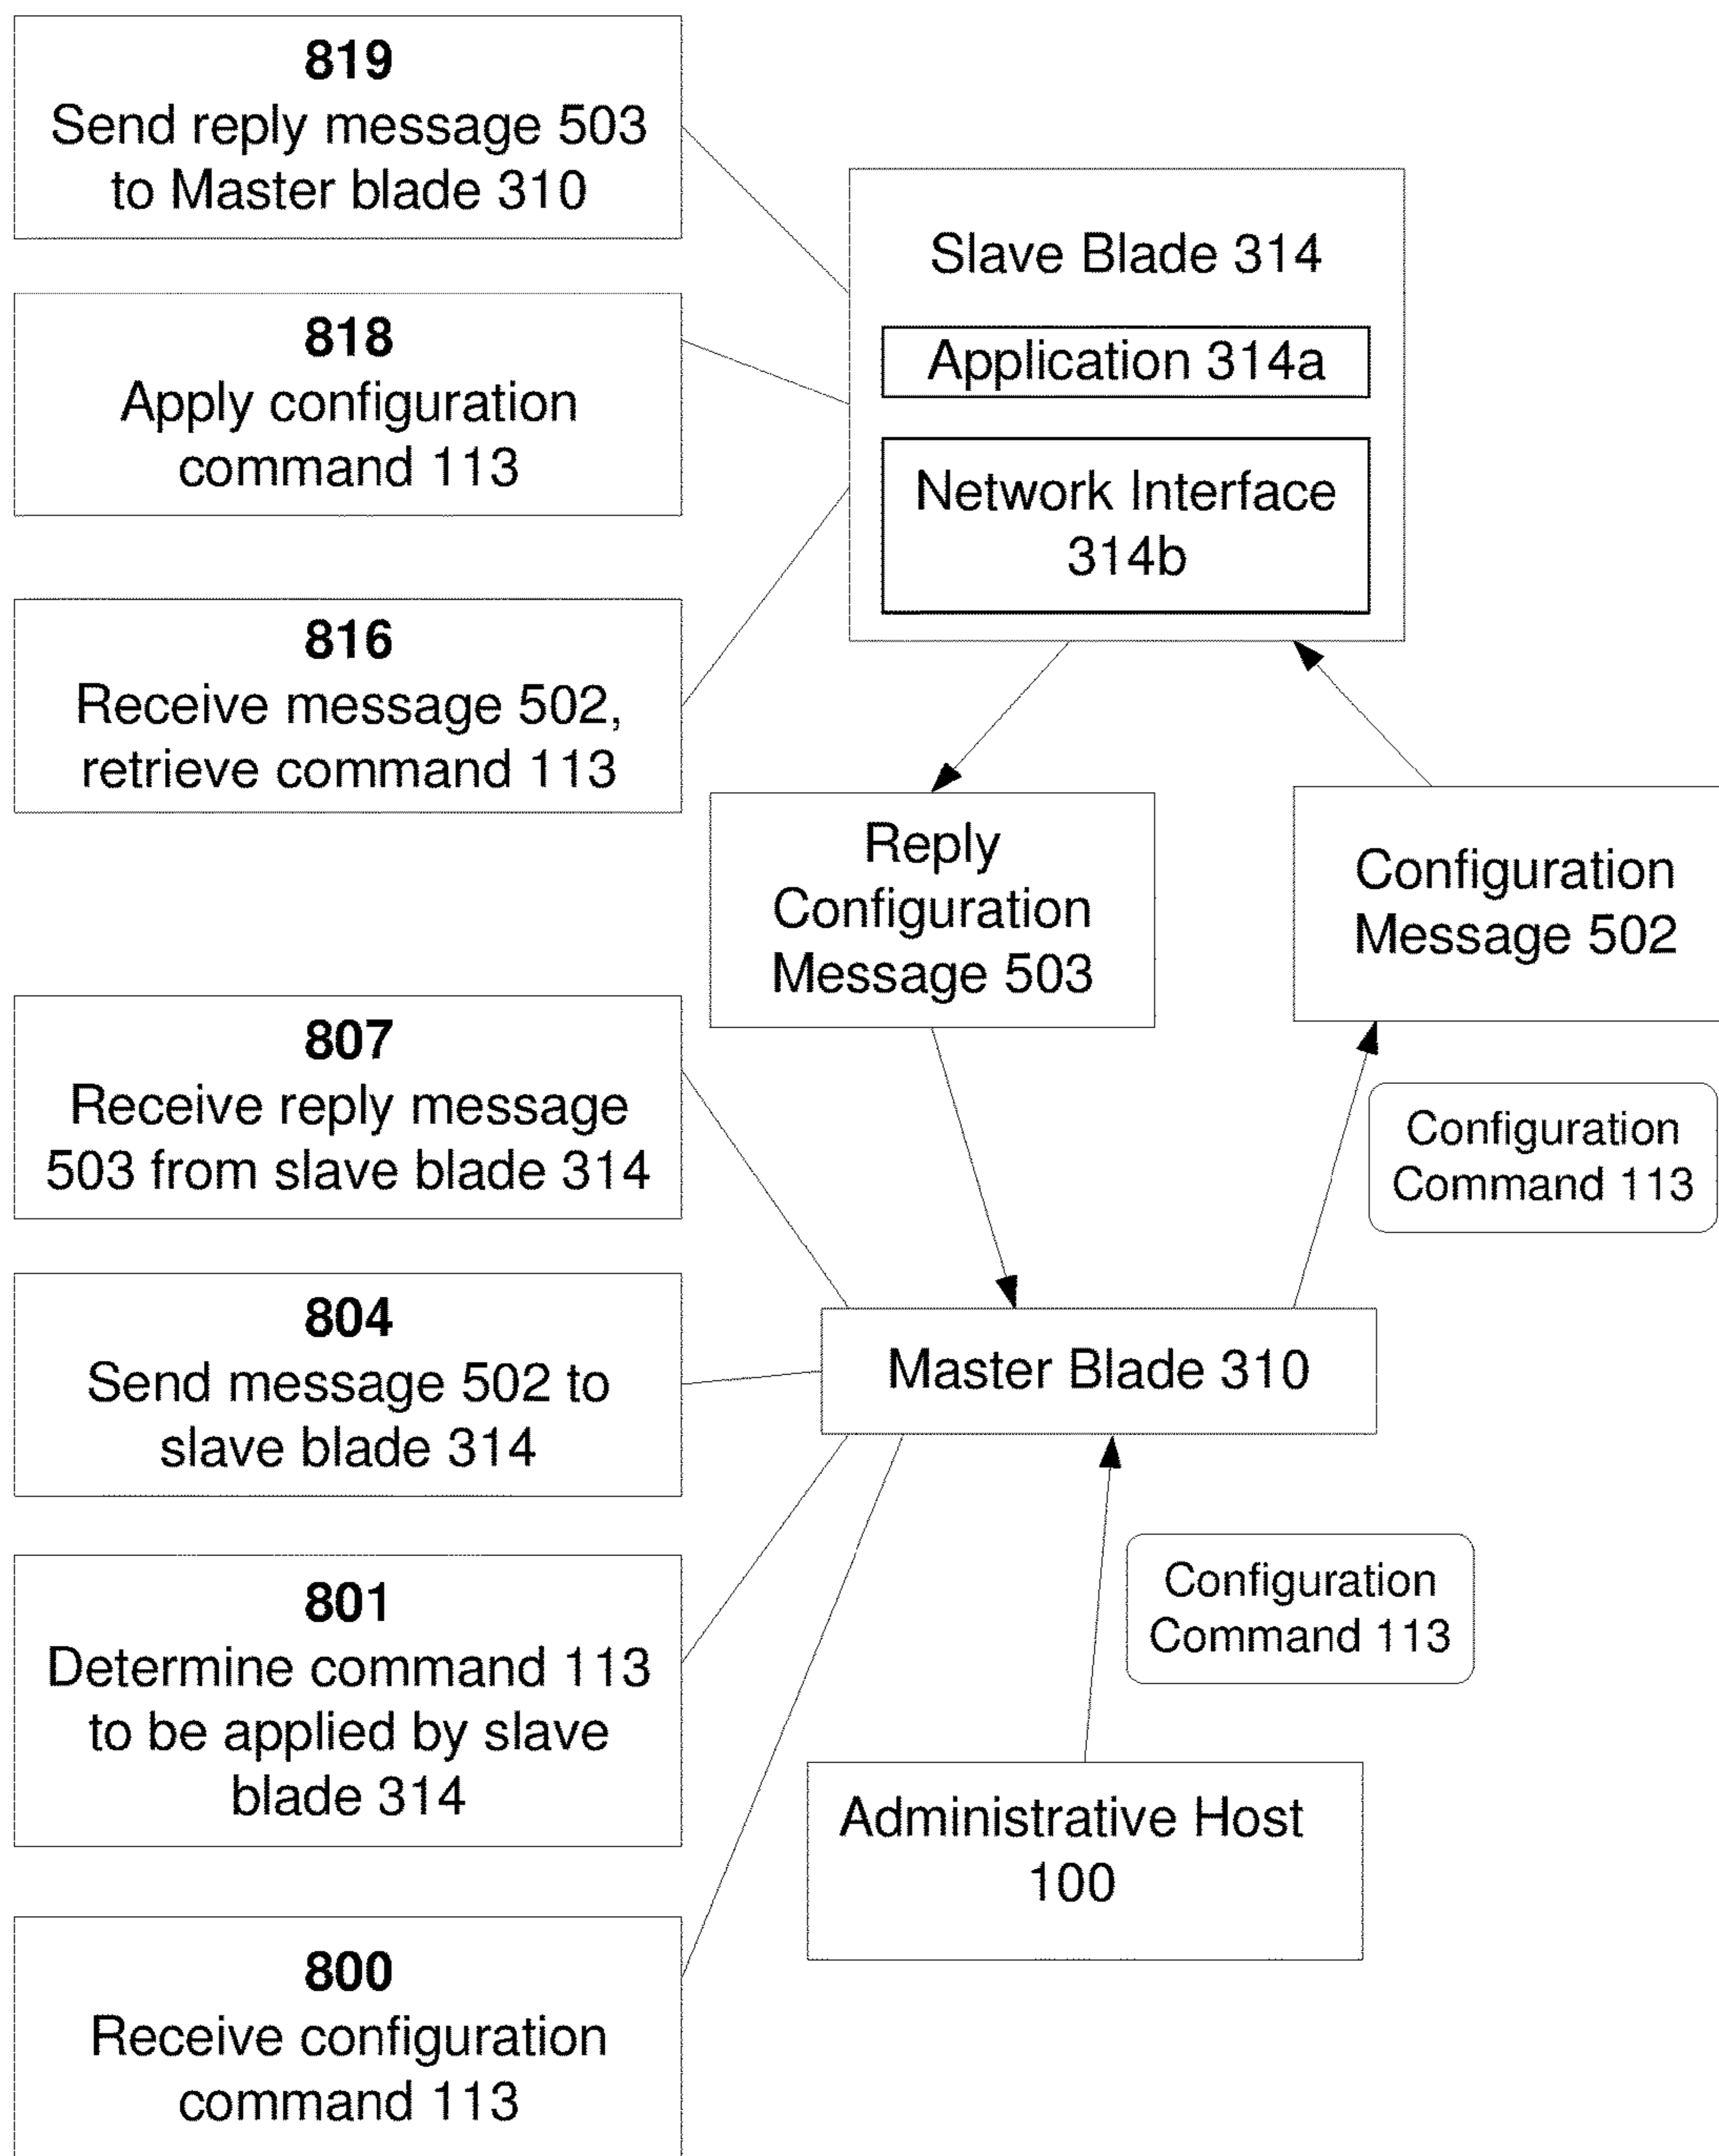 819
Send reply message 503
to Master blade 310
818
Apply configuration
command 113
816
Receive message 502,
retrieve command 113
807
Receive reply message
503 from slave blade 314
804
Send message 502 to
slave blade 314
801
Determine command 113
to be applied by slave
blade 314
800
Receive configuration
command 113
Slave Blade 314
Application 314a
Network Interface
314b
Reply
Configuration
Message 503
Configuration
Message 502
Configuration
Command 113
Master Blade 310
Configuration
Command 113
Administrative Host
100